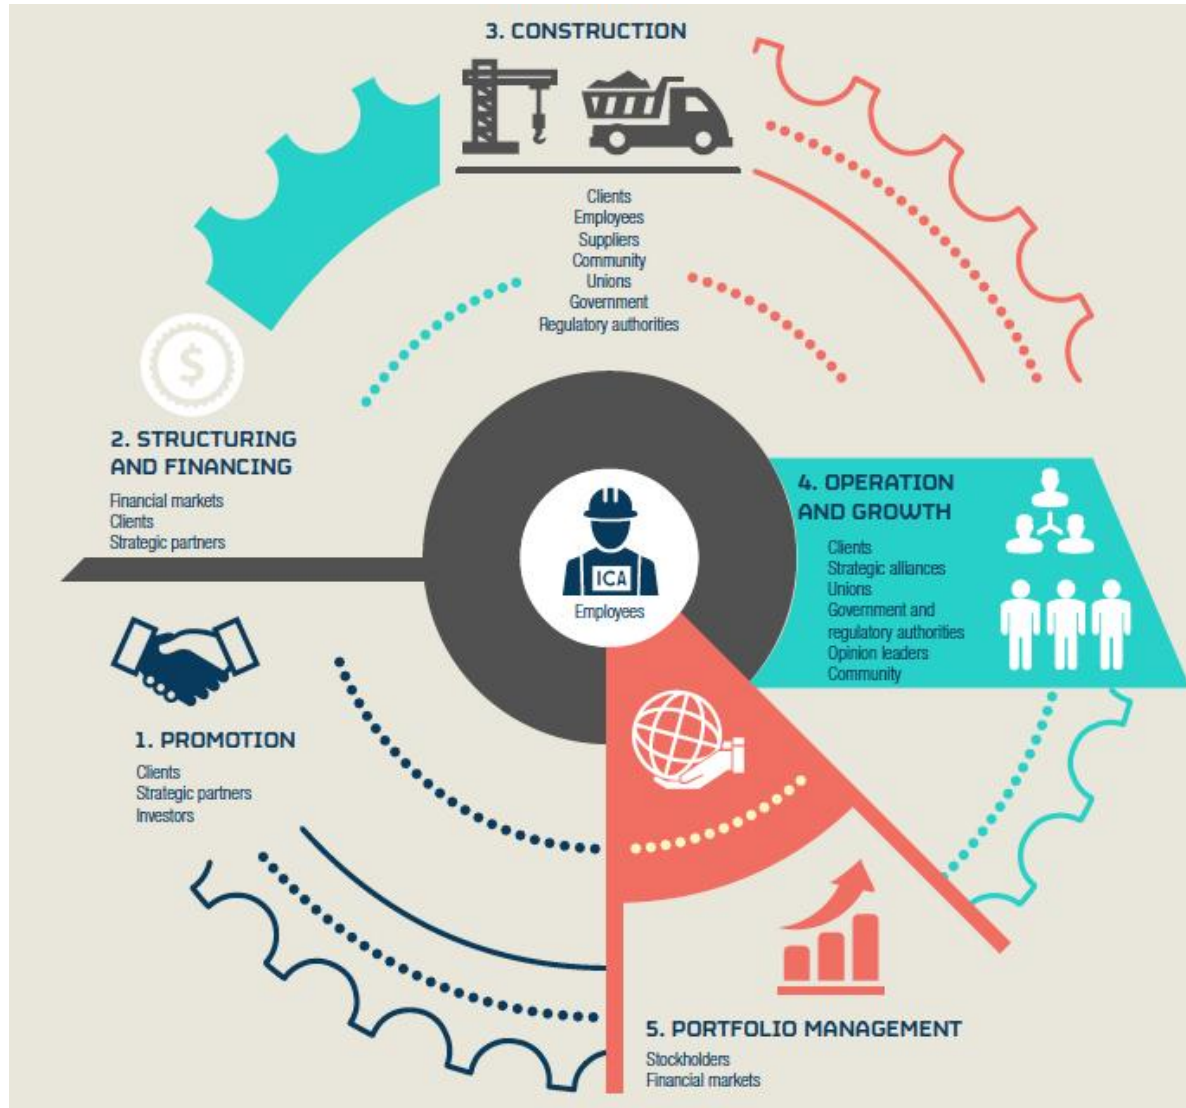 3. CONSTRUCTION
Clients
Employees
Suppliers
Community
Unions
Government
Regulatory authorities
$
2. STRUCTURING
AND FINANCING
Financial markets
Clients
Strategic partners
4. OPERATION
AND GROWTH
Clients
Strategic alliances
Unions
Government and
regulatory authorities
Opinion leaders
Community
ICA
Employees
1. PROMOTION
Clients
Strategic partners
Investors
5. PORTFOLIO MANAGEMENT
Stockholders
Financial markets